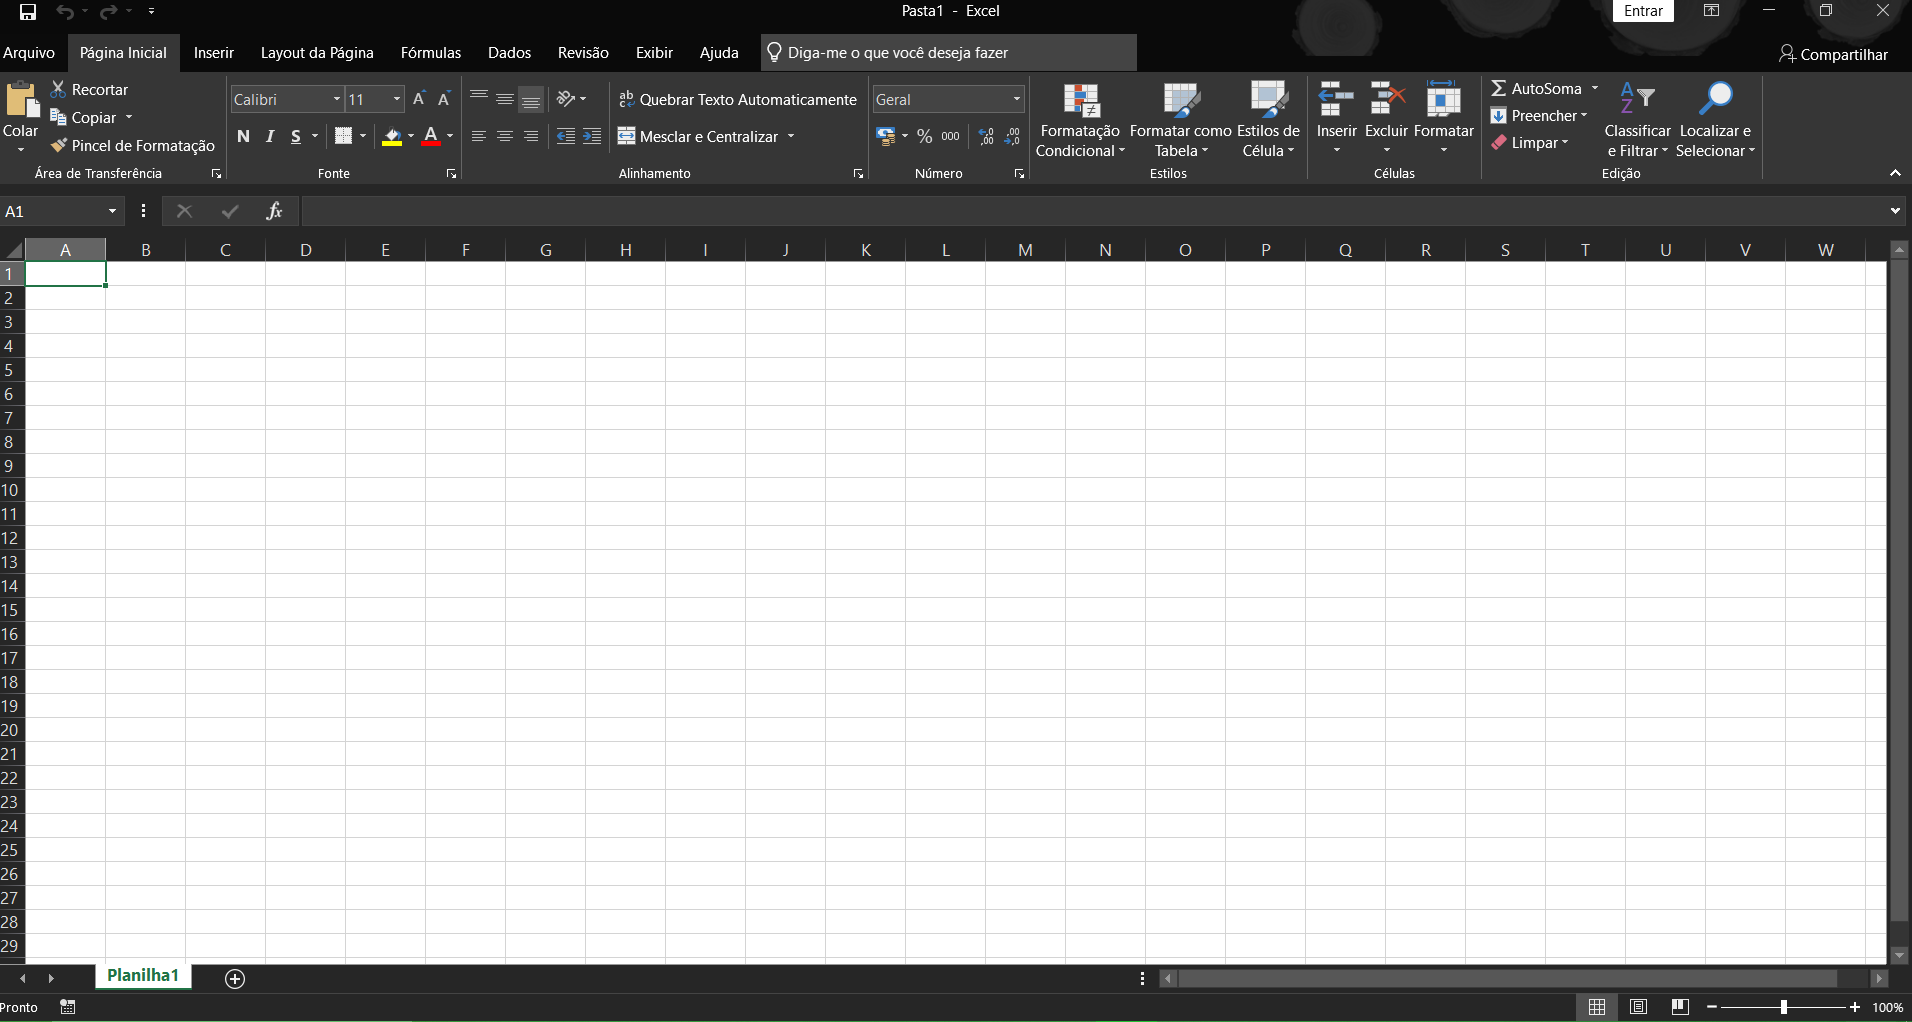 Pasta1 - Excel
Entrar
Arquivo Página Inicial Inserir Layout da Página Fórmulas Dados Revisão Exibir Ajuda Diga-me o que você deseja fazer
Compartilhar
Colar
Recortar
Copiar
Pincel de Formatação
Área de Transferência
Calibri 11 A A
N I S A
Fonte
ab Quebrar Texto Automaticamente
Mesclar e Centralizar
Alinhamento
Geral
% 000 ,00 ,00
Número
Formatação Condicional
Formatar como Tabela
Estilos de Célula
Estilos
Inserir Excluir Formatar
Células
AutoSoma
Preencher
Limpar
Classificar e Filtrar
Localizar e Selecionar
Edição
A1
fx
A B C D E F G H I J K L M N O P Q R S T U V W
1
2
3
4
5
6
7
8
9
10
11
12
13
14
15
16
17
18
19
20
21
22
23
24
25
26
27
28
29
Planilha1
Pronto
100%